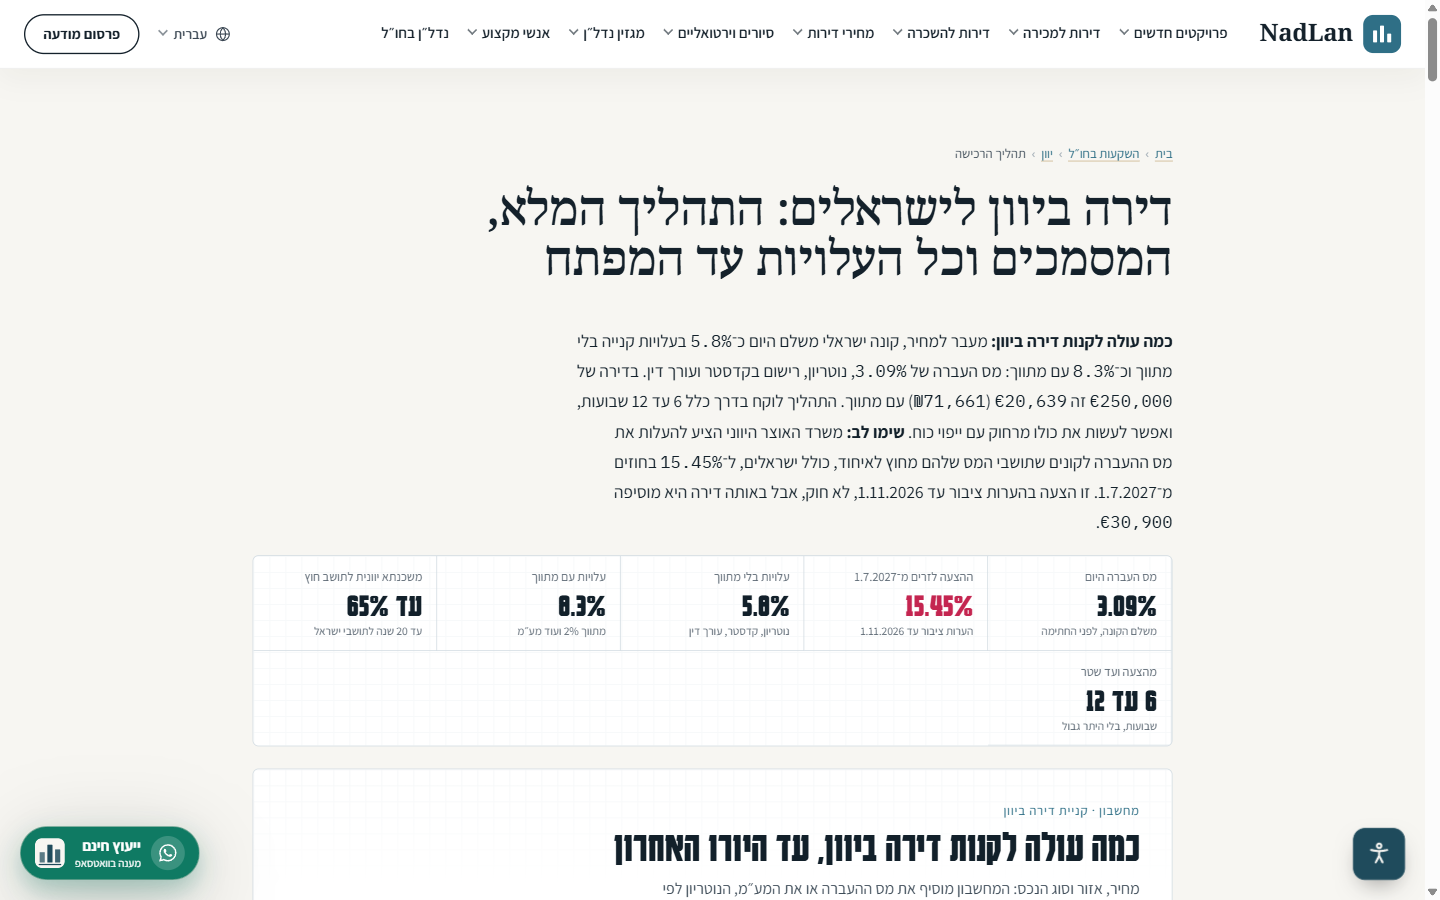 NadLan
פרויקטים חדשים
דירות למכירה
דירות להשכרה
מחירי דירות
סיורים וירטואליים
מגזין נדל״ן
אנשי מקצוע
נדל״ן בחו״ל
עברית
פרסום מודעה
בית › השקעות בחו״ל › יוון › תהליך הרכישה
דירה ביוון לישראלים: התהליך המלא,
המסמכים וכל העלויות עד המפתח
כמה עולה לקנות דירה ביוון: מעבר למחיר, קונה ישראלי משלם היום כ־5.8% בעלויות קנייה בלי
מתווך וכ־8.3% עם מתווך: מס העברה של 3.09%, נוטריון, רישום בקדסטר ועורך דין. בדירה של
€250,000 זה €20,639 (₪71,661) עם מתווך. התהליך לוקח בדרך כלל 6 עד 12 שבועות,
ואפשר לעשות את כולו מרחוק עם ייפוי כוח. שימו לב: משרד האוצר היווני הציע להעלות את
מס ההעברה לקונים שתושבי המס שלהם מחוץ לאיחוד, כולל ישראלים, ל־15.45% בחוזים
מ־1.7.2027. זו הצעה בהערות ציבור עד 1.11.2026, לא חוק, אבל באותה דירה היא מוסיפה
€30,900.
מס העברה היום
3.09%
משלם הקונה, לפני החתימה
ההצעה לזרים מ־1.7.2027
15.45%
הערות ציבור עד 1.11.2026
עלויות בלי מתווך
5.8%
נוטריון, קדסטר, עורך דין
עלויות עם מתווך
8.3%
מתווך 2% ועוד מע״מ
משכנתא יוונית לתושב חוץ
עד 65%
עד 20 שנה לתושבי ישראל
מהצעה ועד שטר
6 עד 12
שבועות, בלי היתר גבול
מחשבון · קניית דירה ביוון
כמה עולה לקנות דירה ביוון, עד היורו האחרון
מחיר, אזור וסוג הנכס: המחשבון מוסיף את מס ההעברה או את המע״מ, הנוטריון לפי
ייעוץ חינם
מענה בוואטסאפ